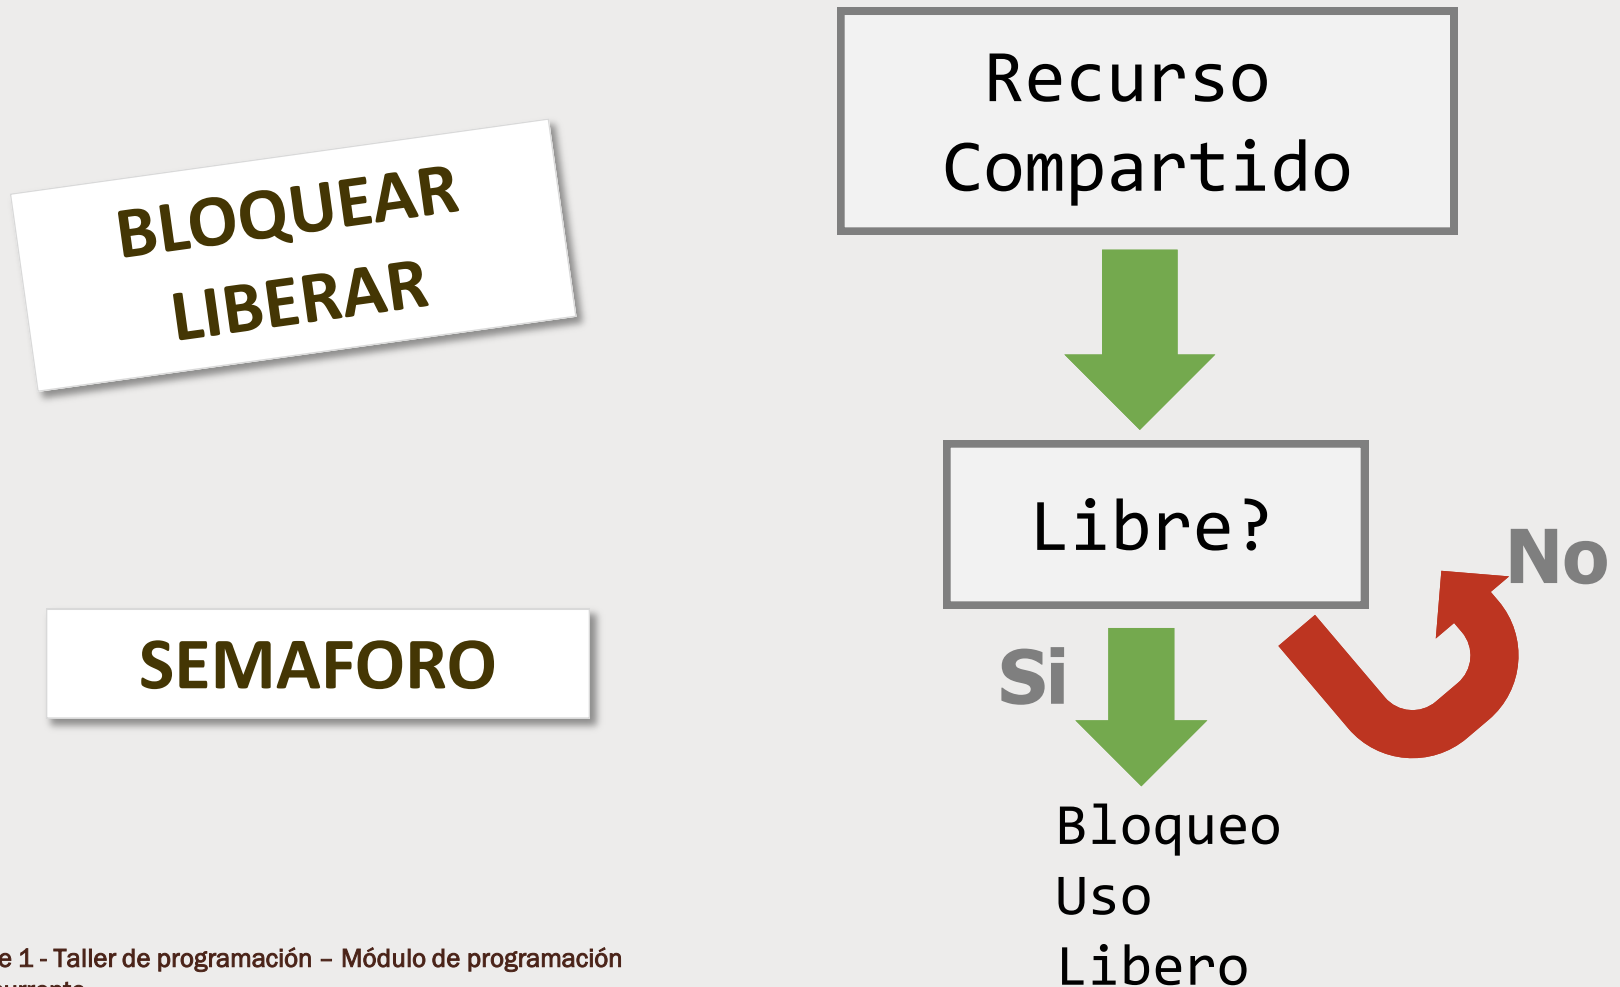 Recurso
Compartido
BLOQUEAR
LIBERAR
Libre?
No
Si
SEMAFORO
Bloqueo
Uso
Libero
e 1 - Taller de programación – Módulo de programación